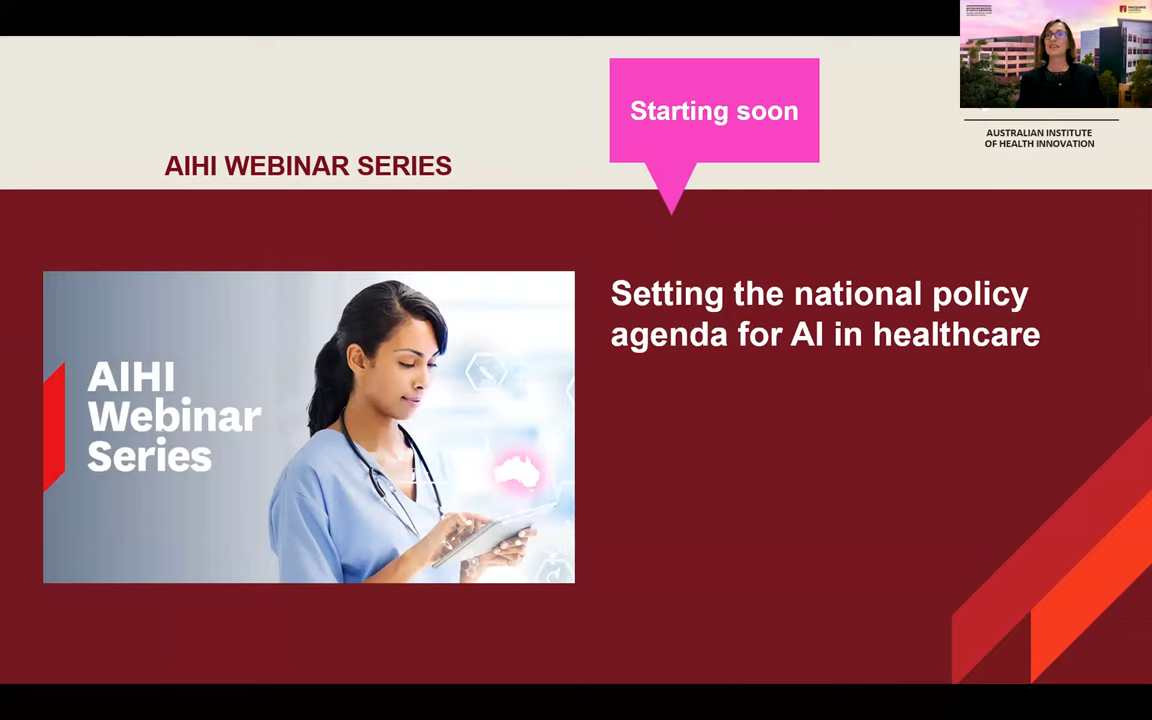 Starting soon
AUSTRALIAN INSTITUTE
OF HEALTH INNOVATION
AIHI WEBINAR SERIES
Setting the national policy
agenda for AI in healthcare
AIHI
Webinar
Series